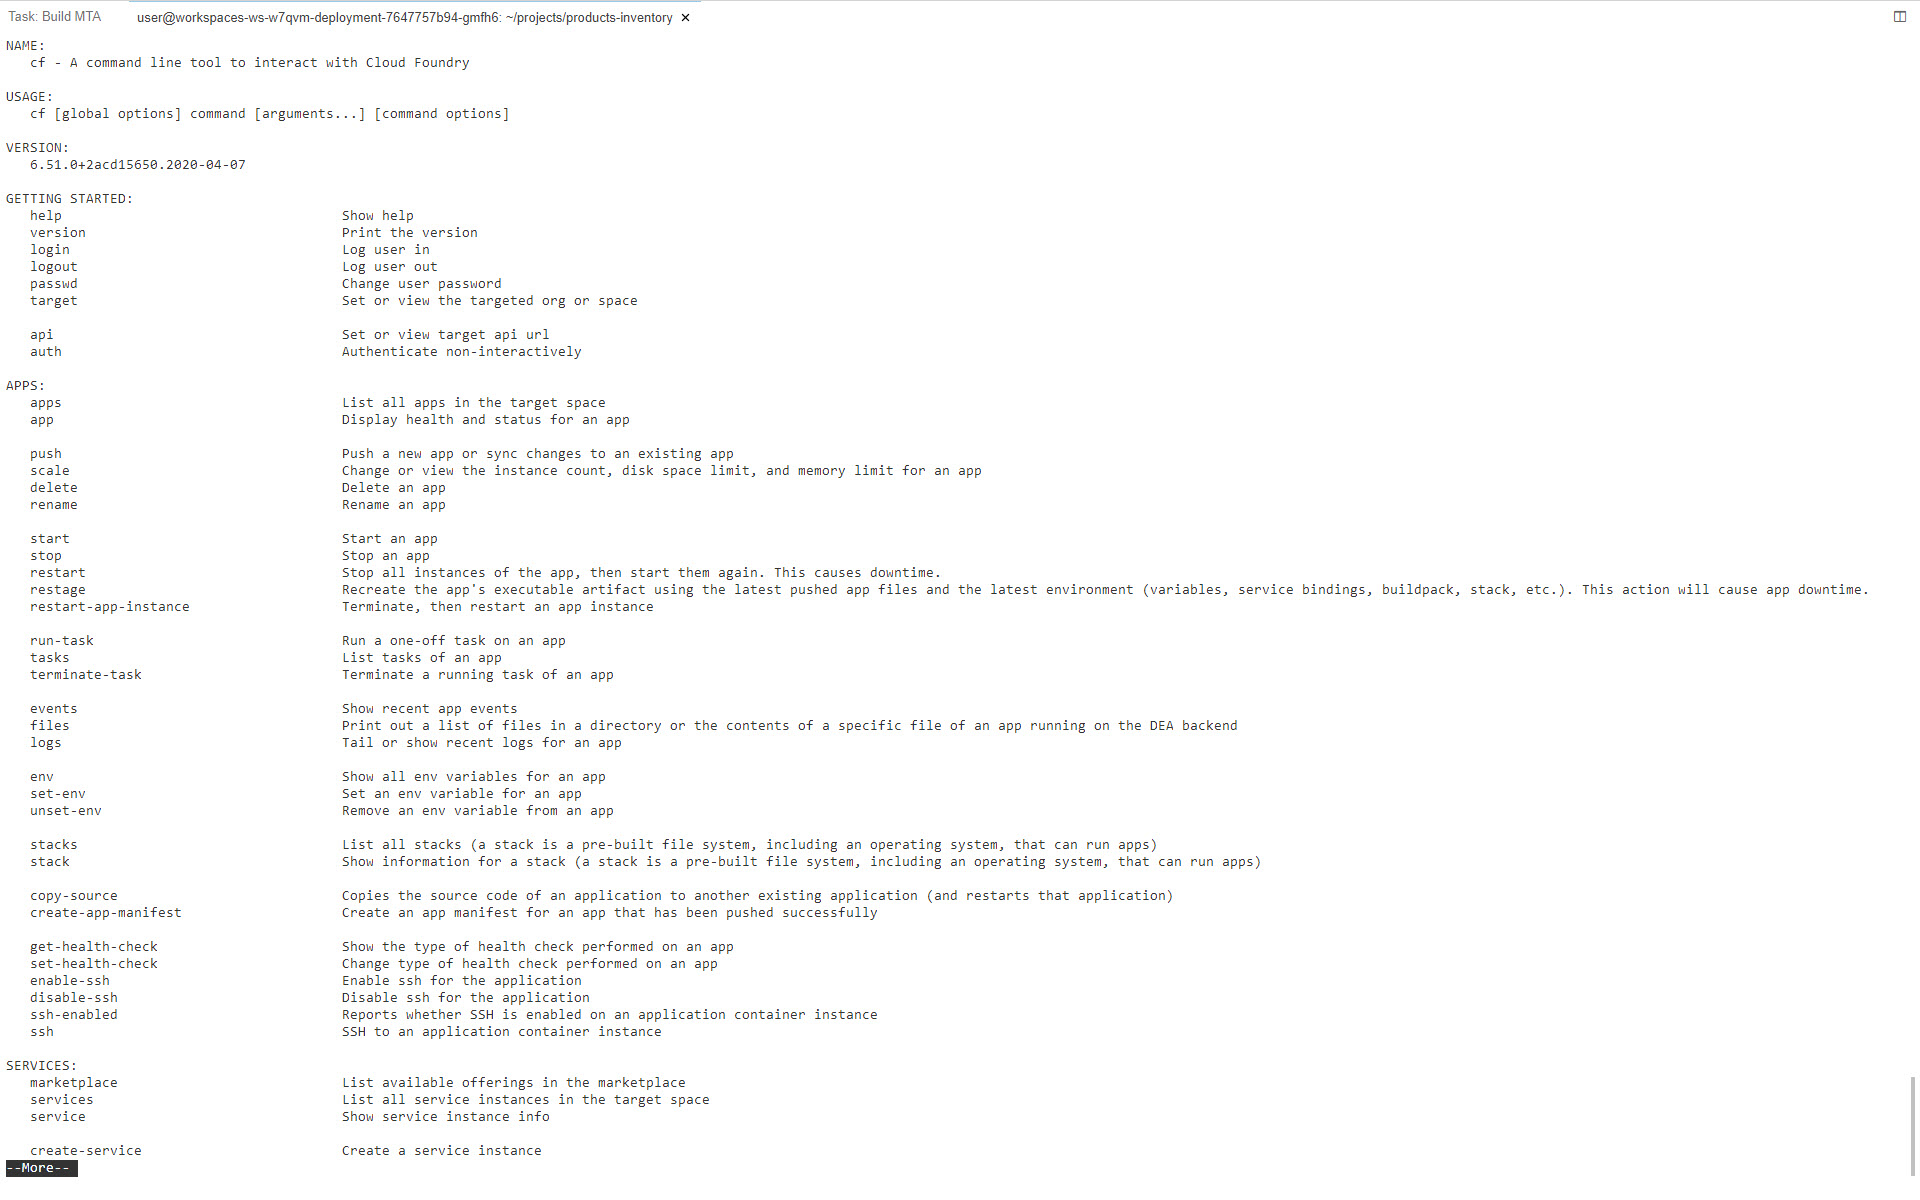 Task: Build MTA
user@workspaces-ws-w7qvm-deployment-7647757b94-gmfh6: ~/projects/products-inventory ×
NAME:
cf - A command line tool to interact with Cloud Foundry
USAGE:
cf [global options] command [arguments...] [command options]
VERSION:
6.51.0+2acd15650.2020-04-07
GETTING STARTED:
help Show help
version Print the version
login Log user in
logout Log user out
passwd Change user password
target Set or view the targeted org or space
api Set or view target api url
auth Authenticate non-interactively
APPS:
apps List all apps in the target space
app Display health and status for an app
push Push a new app or sync changes to an existing app
scale Change or view the instance count, disk space limit, and memory limit for an app
delete Delete an app
rename Rename an app
start Start an app
stop Stop an app
restart Stop all instances of the app, then start them again. This causes downtime.
restage Recreate the app's executable artifact using the latest pushed app files and the latest environment (variables, service bindings, buildpack, stack, etc.). This action will cause app downtime.
restart-app-instance Terminate, then restart an app instance
run-task Run a one-off task on an app
tasks List tasks of an app
terminate-task Terminate a running task of an app
events Show recent app events
files Print out a list of files in a directory or the contents of a specific file of an app running on the DEA backend
logs Tail or show recent logs for an app
env Show all env variables for an app
set-env Set an env variable for an app
unset-env Remove an env variable from an app
stacks List all stacks (a stack is a pre-built file system, including an operating system, that can run apps)
stack Show information for a stack (a stack is a pre-built file system, including an operating system, that can run apps)
copy-source Copies the source code of an application to another existing application (and restarts that application)
create-app-manifest Create an app manifest for an app that has been pushed successfully
get-health-check Show the type of health check performed on an app
set-health-check Change type of health check performed on an app
enable-ssh Enable ssh for the application
disable-ssh Disable ssh for the application
ssh-enabled Reports whether SSH is enabled on an application container instance
ssh SSH to an application container instance
SERVICES:
marketplace List available offerings in the marketplace
services List all service instances in the target space
service Show service instance info
create-service Create a service instance
--More--